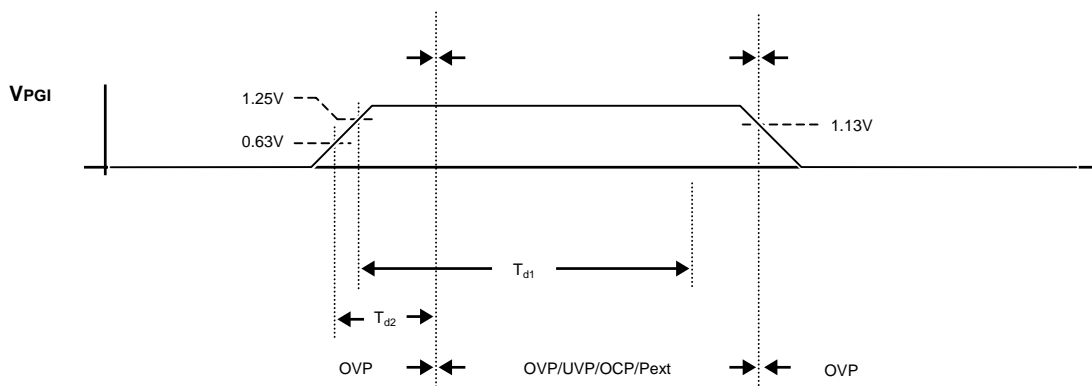 VPGI
1.25V
0.63V
1.13V
Td1
Td2
OVP
OVP/UVP/OCP/Pext
OVP